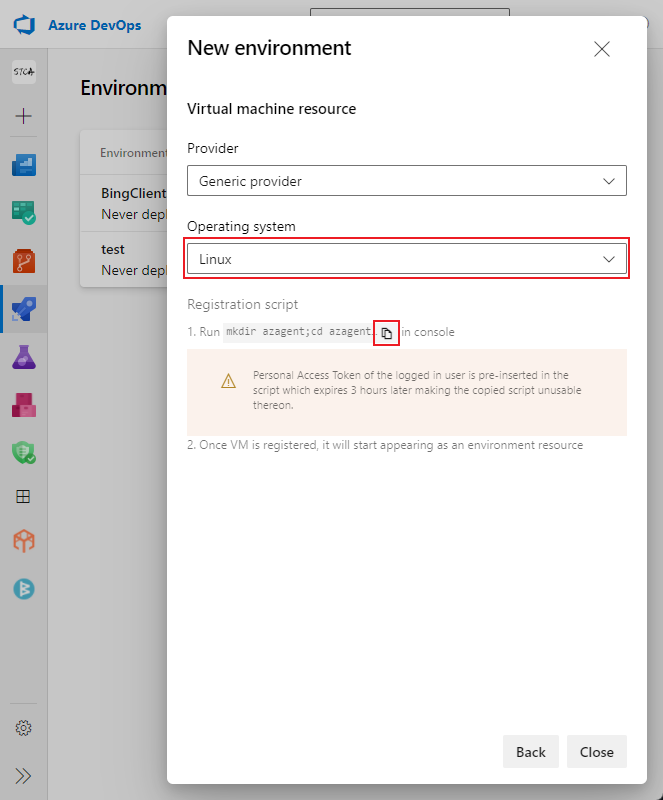 Azure DevOps
STCA
Environm
Environment
BingClient
Never depl
test
Never depl
New environment
Virtual machine resource
Provider
Generic provider
Operating system
Linux
Registration script
1. Run mkdir azagent;cd azagent. in console
Personal Access Token of the logged in user is pre-inserted in the
script which expires 3 hours later making the copied script unusable
thereon.
2. Once VM is registered, it will start appearing as an environment resource
Back
Close